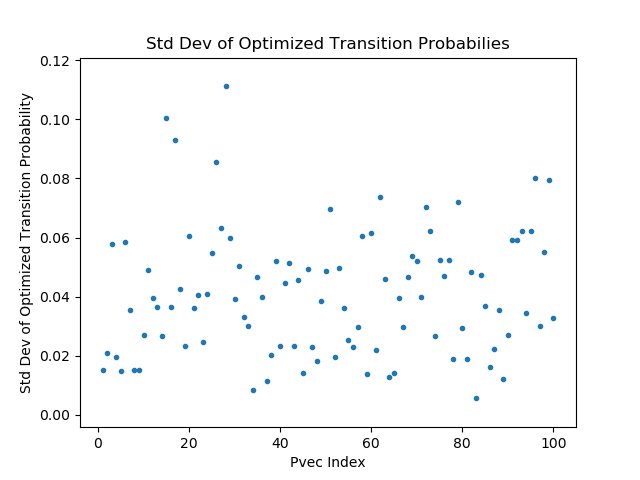 Std Dev of Optimized Transition Probabilies
0.12
0.10
0.08
0.06
0.04
0.02
0.00
Std Dev of Optimized Transition Probability
0 20 40 60 80 100
Pvec Index